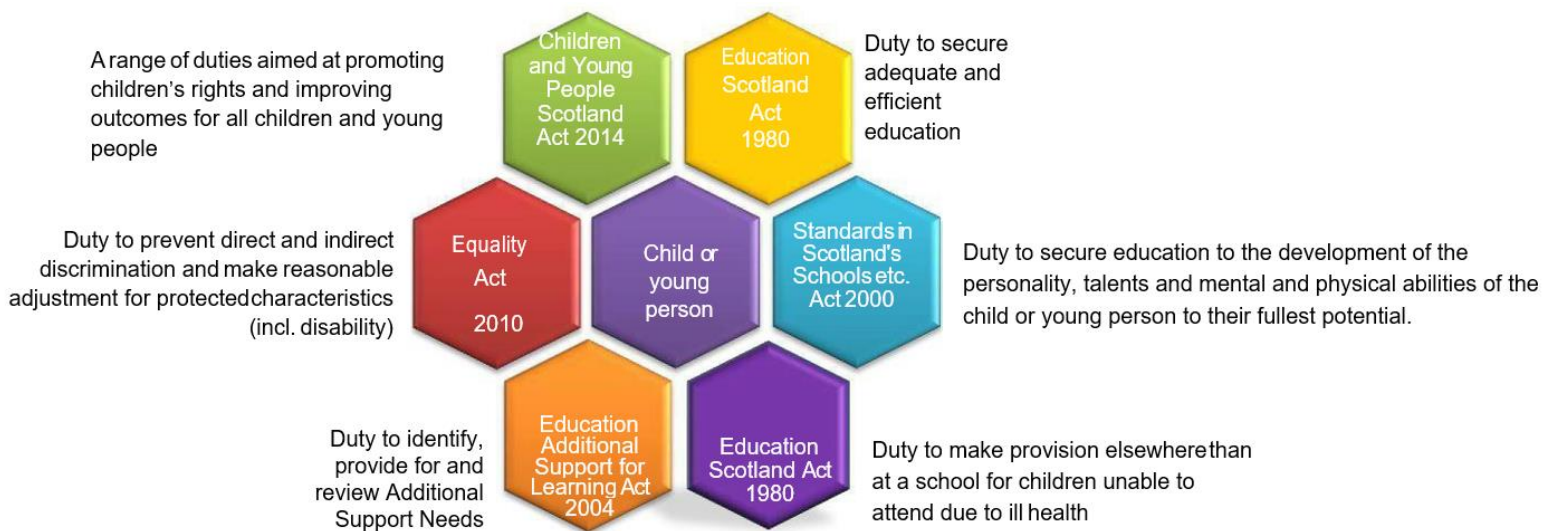 A range of duties aimed at promoting
children’s rights and improving
outcomes for all children and young
people
Children
and Young
People
Scotland
Act 2014
Education
Scotland
Act
1980
Duty to secure
adequate and
efficient
education
Duty to prevent direct and indirect
discrimination and make reasonable
adjustment for protectedcharacteristics
(incl. disability)
Equality
Act
2010
Child or
young
person
Standards in
Scotland's
Schools etc.
Act 2000
Duty to secure education to the development of the
personality, talents and mental and physical abilities of the
child or young person to their fullest potential.
Duty to identify,
provide for and
review Additional
Support Needs
Education
Additional
Support for
Learning Act
2004
Education
Scotland Act
1980
Duty to make provision elsewherethan
at a school for children unable to
attend due to ill health